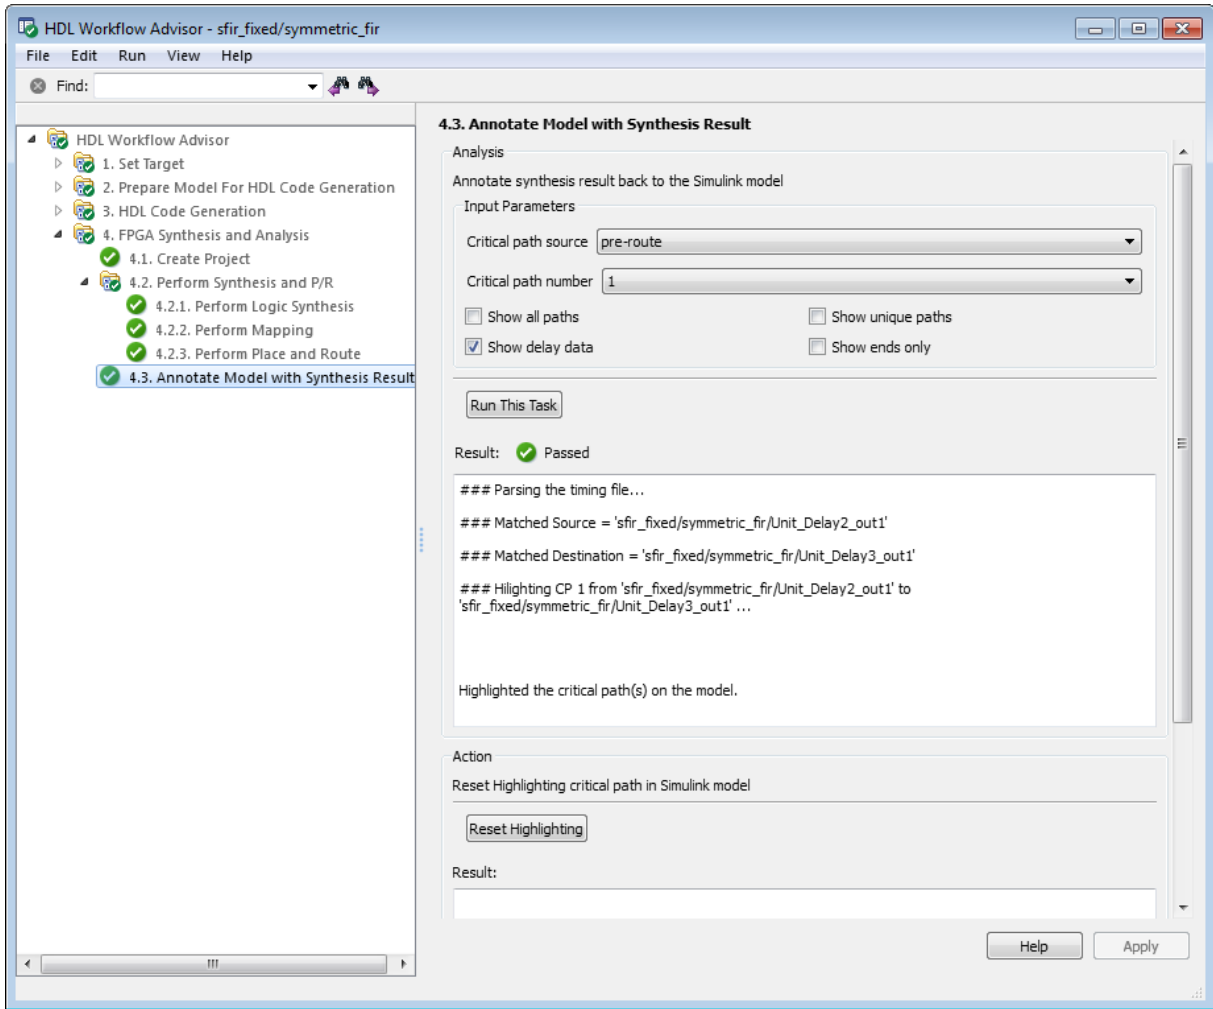 HDL Workflow Advisor - sfir_fixed/symmetric_fir
File Edit Run View Help
Find:
HDL Workflow Advisor
1. Set Target
2. Prepare Model For HDL Code Generation
3. HDL Code Generation
4. FPGA Synthesis and Analysis
4.1. Create Project
4.2. Perform Synthesis and P/R
4.2.1. Perform Logic Synthesis
4.2.2. Perform Mapping
4.2.3. Perform Place and Route
4.3. Annotate Model with Synthesis Result
4.3. Annotate Model with Synthesis Result
Analysis
Annotate synthesis result back to the Simulink model
Input Parameters
Critical path source pre-route
Critical path number 1
Show all paths Show unique paths
Show delay data Show ends only
Run This Task
Result: Passed
### Parsing the timing file...
### Matched Source = 'sfir_fixed/symmetric_fir/Unit_Delay2_out1'
### Matched Destination = 'sfir_fixed/symmetric_fir/Unit_Delay3_out1'
### Hilighting CP 1 from 'sfir_fixed/symmetric_fir/Unit_Delay2_out1' to
'sfir_fixed/symmetric_fir/Unit_Delay3_out1' ...
Highlighted the critical path(s) on the model.
Action
Reset Highlighting critical path in Simulink model
Reset Highlighting
Result:
Help Apply